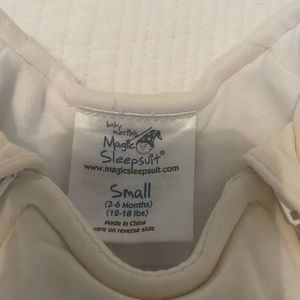 baby
merlin's
Magic
Sleepsuit®
www.magicsleepsuit.com
Small
(3-6 Months)
(12-18 lbs)
Made in China
care on reverse side